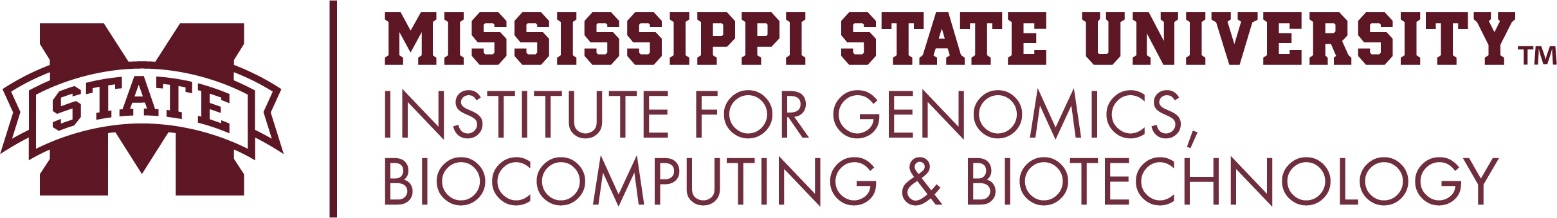 STATE
MISSISSIPPI STATE UNIVERSITY™
INSTITUTE FOR GENOMICS,
BIOCOMPUTING & BIOTECHNOLOGY